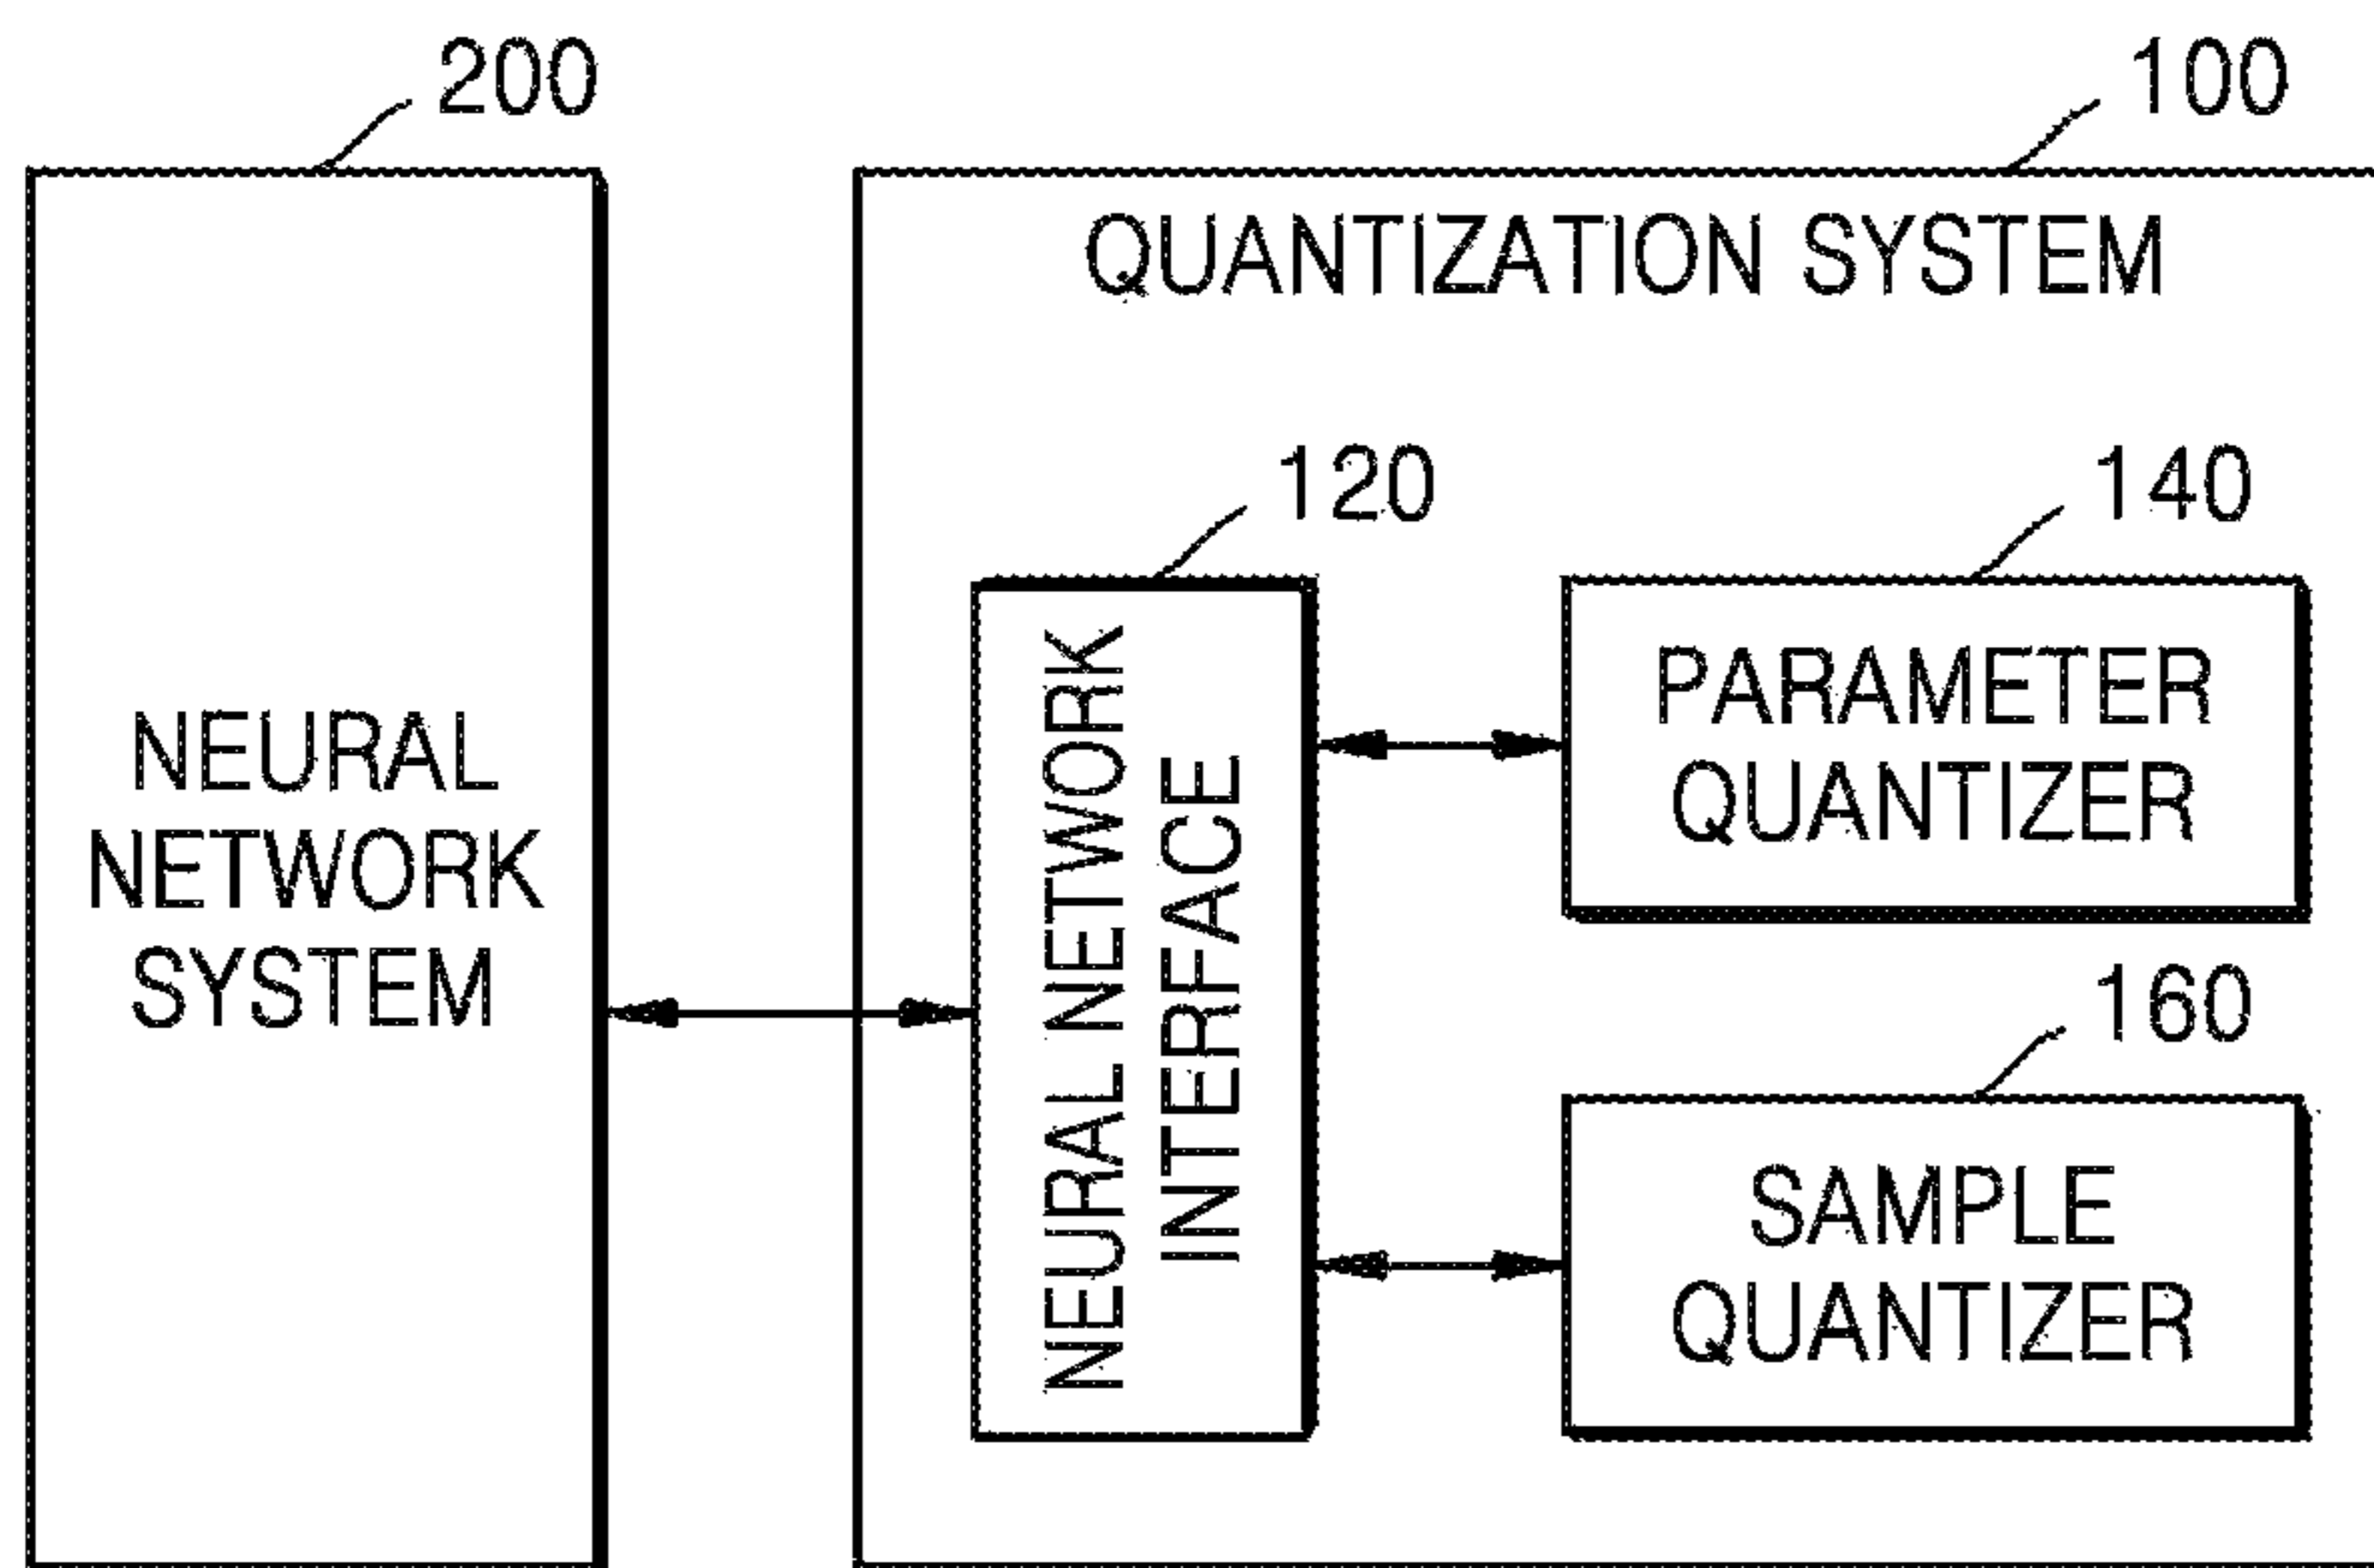 200
100
QUANTIZATION SYSTEM
120
140
NEURAL
NETWORK
SYSTEM
NEURAL NETWORK
INTERFACE
PARAMETER
QUANTIZER
160
SAMPLE
QUANTIZER